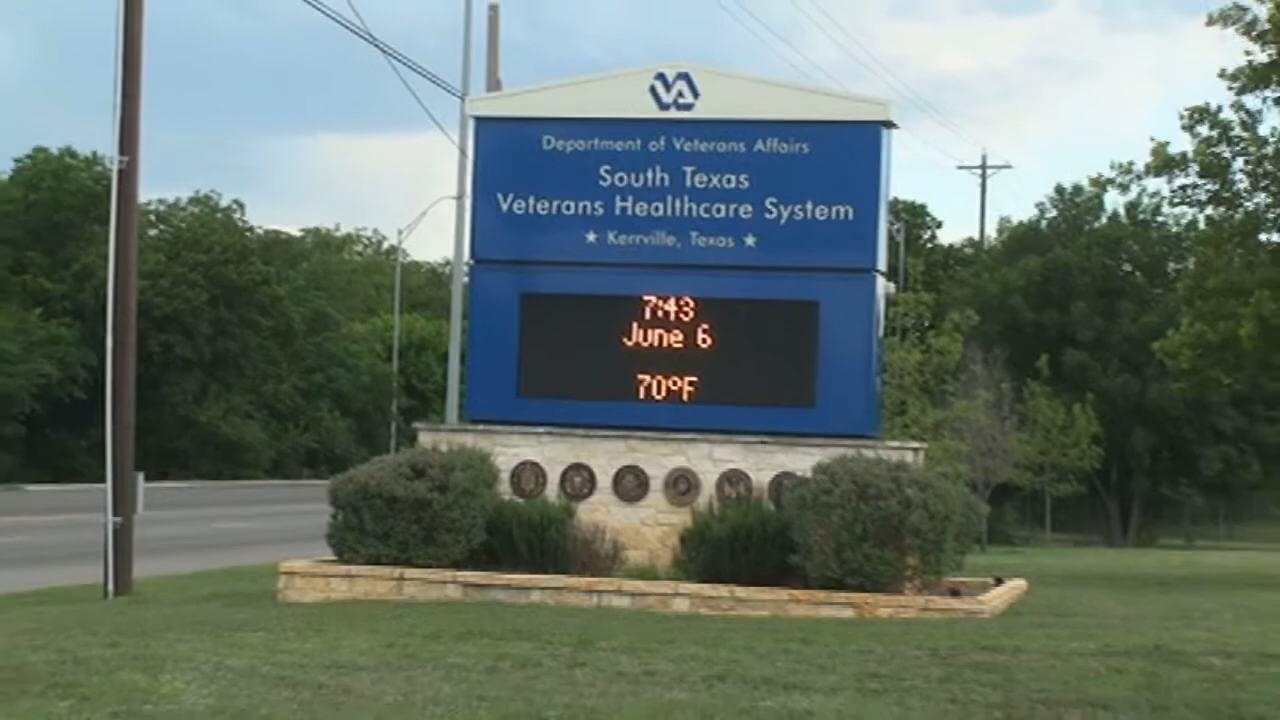 VA
Department of Veterans Affairs
South Texas
Veterans Healthcare System
★ Kerrville, Texas ★
7:43
June 6
70°F